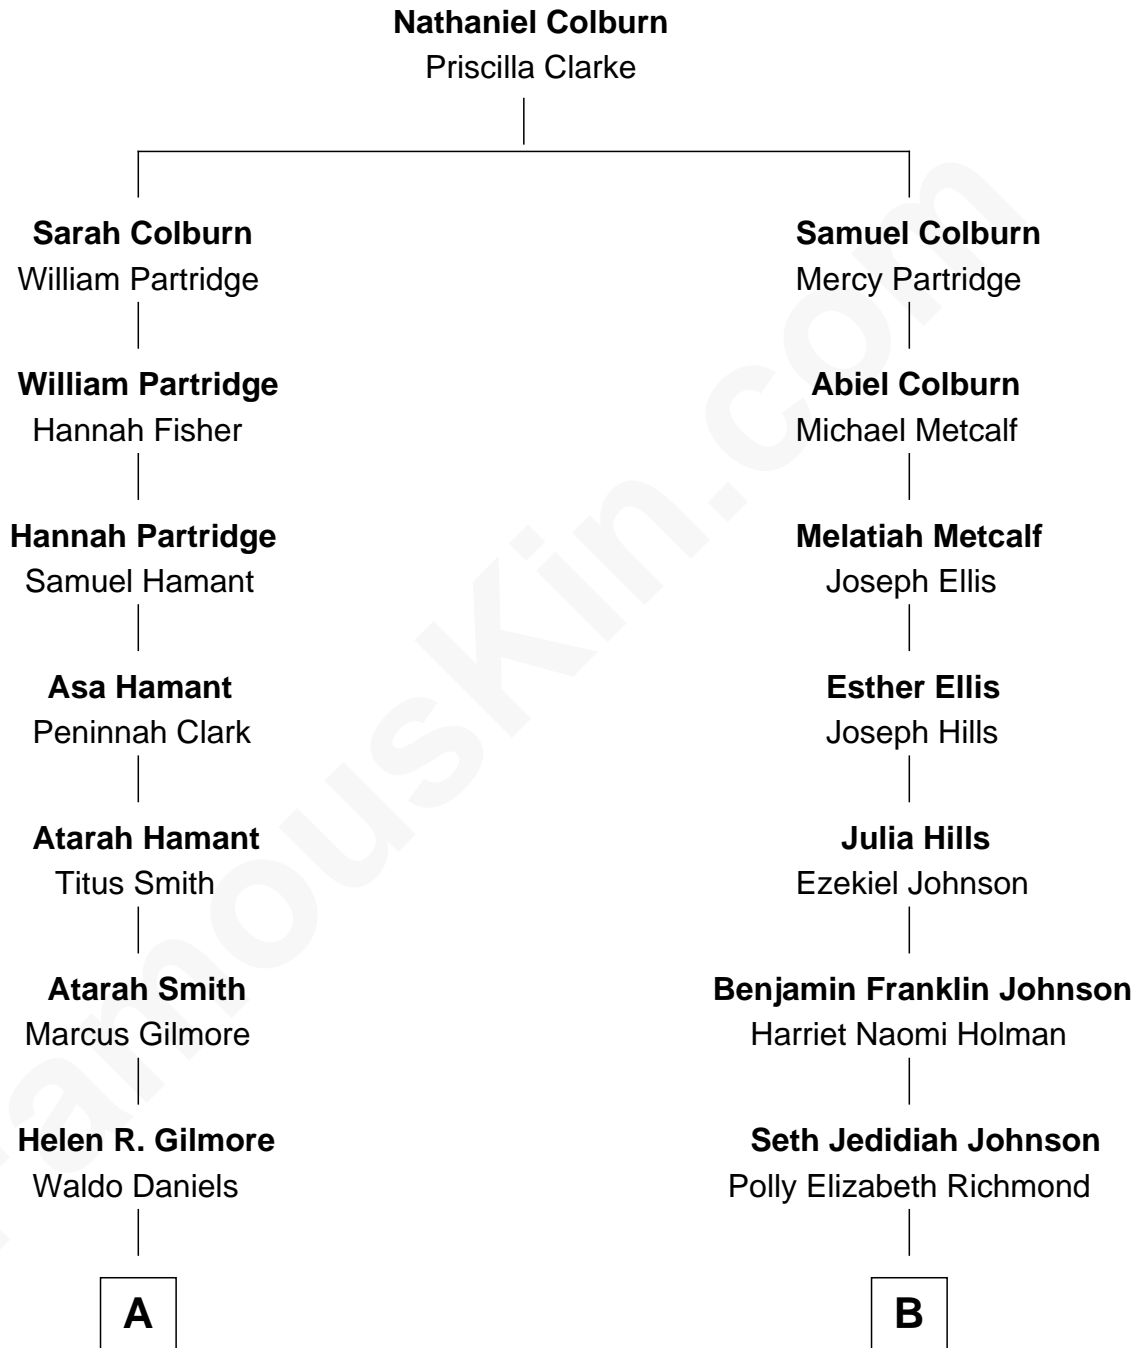 Nathaniel Colburn
Priscilla Clarke
Sarah Colburn
William Partridge
William Partridge
Hannah Fisher
Hannah Partridge
Samuel Hamant
Asa Hamant
Peninnah Clark
Atarah Hamant
Titus Smith
Atarah Smith
Marcus Gilmore
Helen R. Gilmore
Waldo Daniels
A
Samuel Colburn
Mercy Partridge
Abiel Colburn
Michael Metcalf
Melatiah Metcalf
Joseph Ellis
Esther Ellis
Joseph Hills
Julia Hills
Ezekiel Johnson
Benjamin Franklin Johnson
Harriet Naomi Holman
Seth Jedidiah Johnson
Polly Elizabeth Richmond
B
FamousKin.com